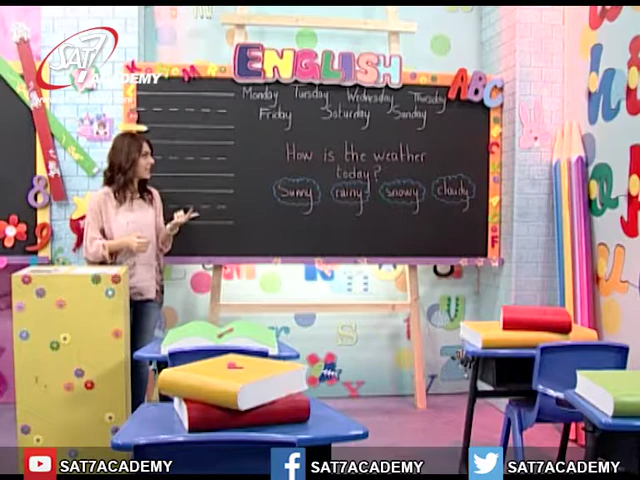 SAT7
ACADEMY
ENGLISH
ABC
Monday Tursday Wednesday Thursday
Friday Saturday Sunday
How is the weather
today?
Sunny rainy snowy cloudy
SAT7ACADEMY SAT7ACADEMY SAT7ACADEMY